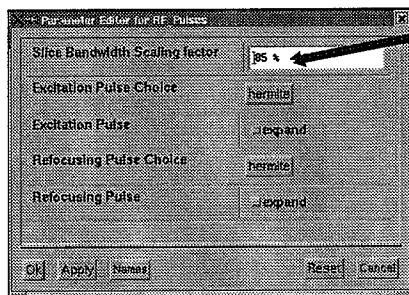 Parameter Editor for RF Pulses
Slice Bandwidth Scaling factor
85 %
Excitation Pulse Choice
hermite
Excitation Pulse
expand
Refocusing Pulse Choice
hermite
Refocusing Pulse
expand
Ok Apply Names Reset Cancel